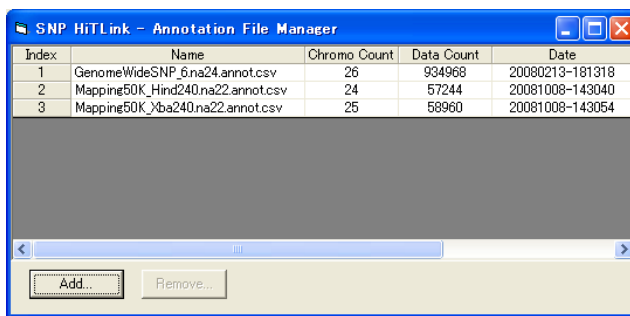 SNP HiTLink - Annotation File Manager
Index Name Chromo Count Data Count Date
1 GenomeWideSNP_6.na24.annot.csv 26 934968 20080213-181318
2 Mapping50K_Hind240.na22.annot.csv 24 57244 20081008-143040
3 Mapping50K_Xba240.na22.annot.csv 25 58960 20081008-143054
Add... Remove...